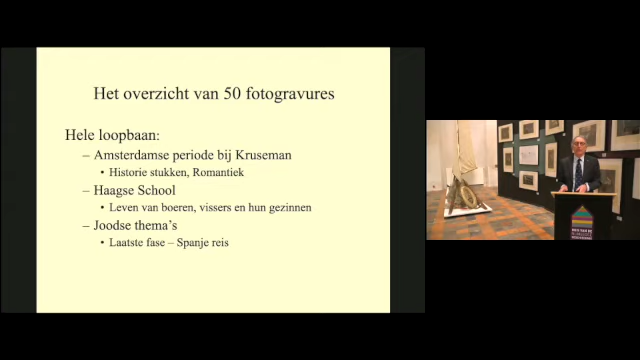 Het overzicht van 50 fotogravures
Hele loopbaan:
– Amsterdamse periode bij Kruseman
• Historie stukken, Romantiek
– Haagse School
• Leven van boeren, vissers en hun gezinnen
– Joodse thema's
• Laatste fase – Spanje reis